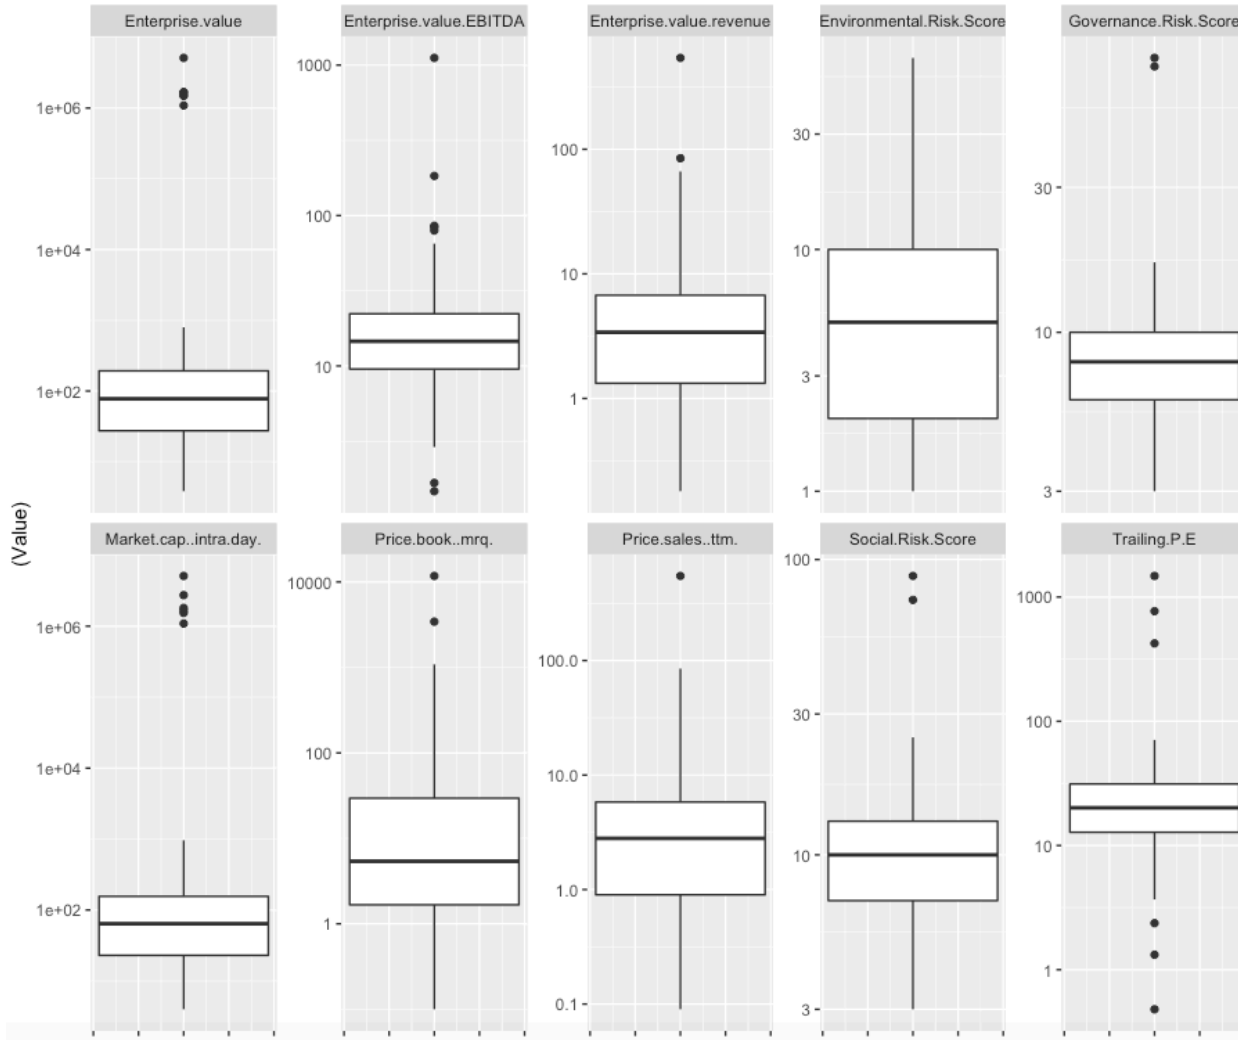 Enterprise.value
Enterprise.value.EBITDA
Enterprise.value.revenue
Environmental.Risk.Score
Governance.Risk.Score
1e+06
1e+04
1e+02
1000
100
10
100
10
1
30
10
3
1
30
10
3
(Value)
Market.cap..intra.day.
Price.book..mrq.
Price.sales..ttm.
Social.Risk.Score
Trailing.P.E
1e+06
1e+04
1e+02
10000
100
1
100.0
10.0
1.0
0.1
100
30
10
3
1000
100
10
1